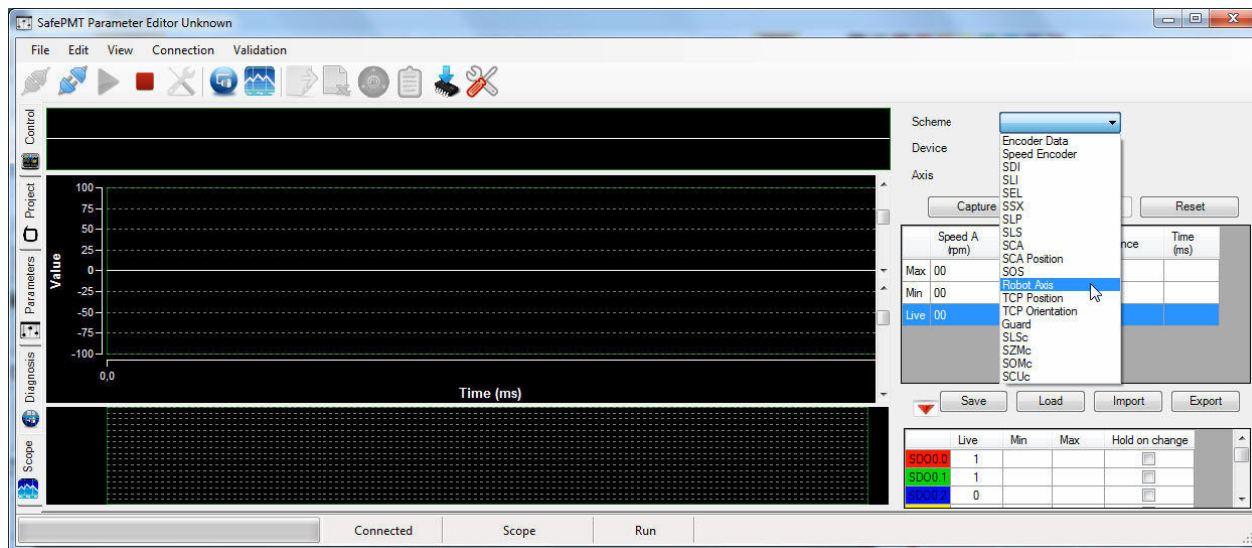 SafePMT Parameter Editor Unknown
File Edit View Connection Validation
Control
Project
Parameters
Diagnosis
Scope
Value
100
75
50
25
0
-25
-50
-75
-100
0,0
Time (ms)
Scheme
Device
Axis
Encoder Data
Speed Encoder
SDI
SLI
SEL
SSX
SLP
SLS
SCA
SCA Position
SOS
Robot Axis
TCP Position
TCP Orientation
Guard
SLSc
SZMc
SOMc
SCUc
Capture Reset
Speed A (rpm) nce Time (ms)
Max 00
Min 00
Live 00
Save Load Import Export
Live Min Max Hold on change
SDO0.0 1
SDO0.1 1
SDO0.2 0
Connected Scope Run